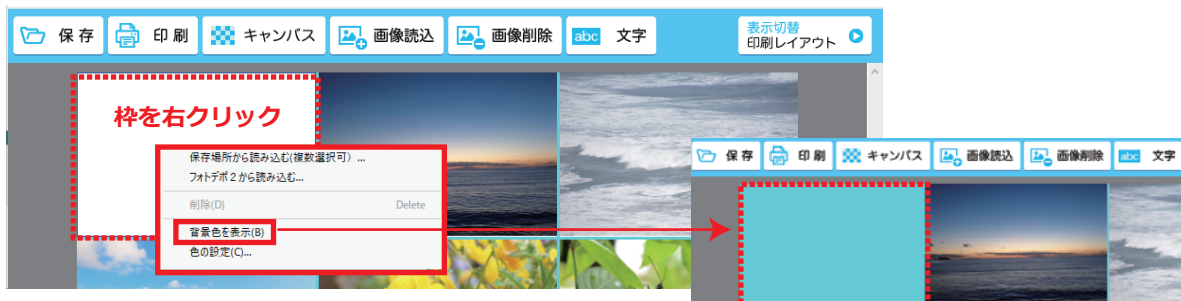 保存 印刷 キャンバス 画像読込 画像削除 abc 文字 表示切替
印刷レイアウト
枠を右クリック
保存場所から読み込む(複数選択可) ...
フォトデポ2から読み込む...
削除(D) Delete
背景色を表示(B)
色の設定(C)...
保存 印刷 キャンバス 画像読込 画像削除 abc 文字